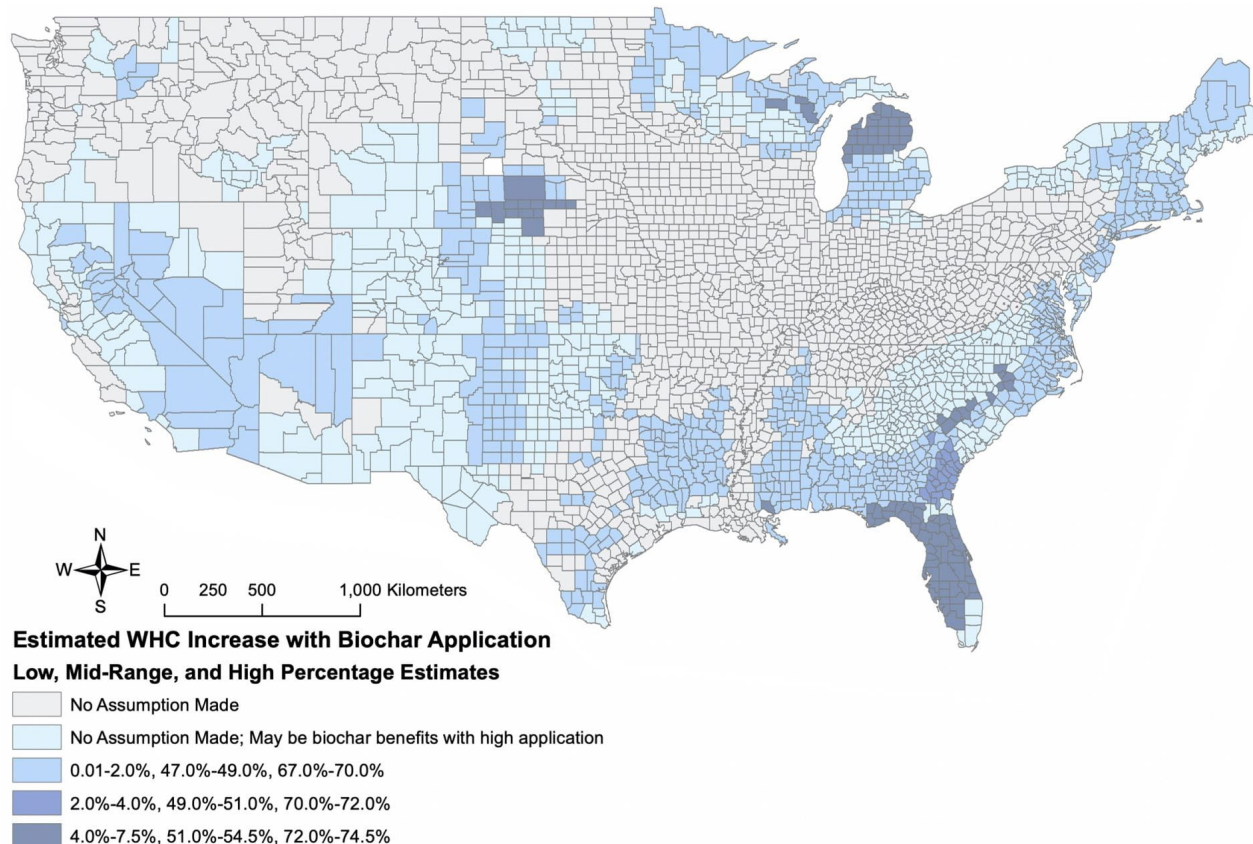 N
W E
S
0 250 500 1,000 Kilometers
Estimated WHC Increase with Biochar Application
Low, Mid-Range, and High Percentage Estimates
No Assumption Made
No Assumption Made; May be biochar benefits with high application
0.01-2.0%, 47.0%-49.0%, 67.0%-70.0%
2.0%-4.0%, 49.0%-51.0%, 70.0%-72.0%
4.0%-7.5%, 51.0%-54.5%, 72.0%-74.5%